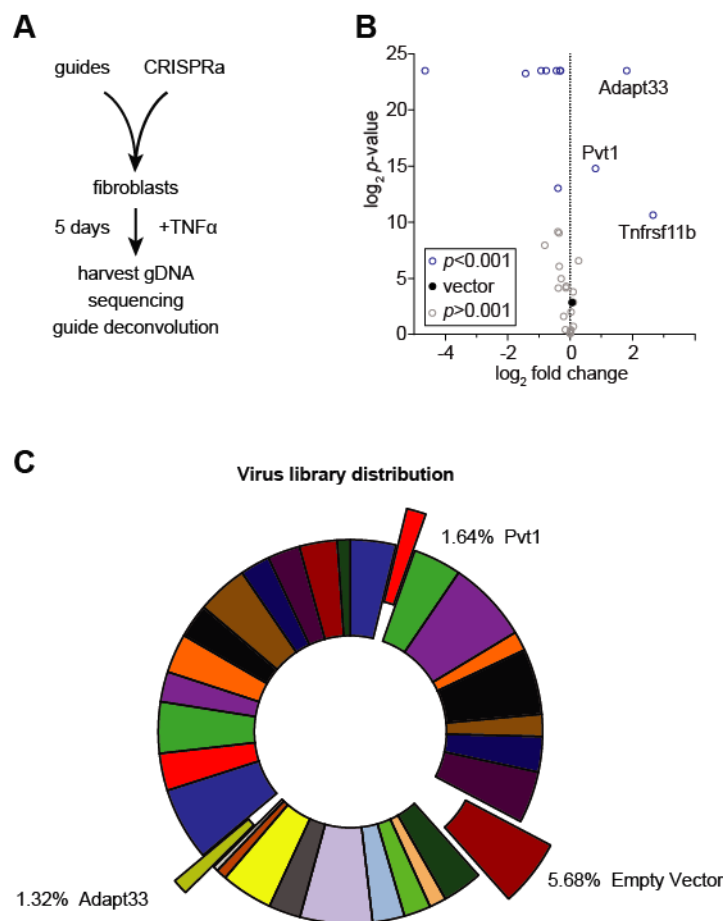 A
guides CRISPRa
fibroblasts
5 days +TNFα
harvest gDNA
sequencing
guide deconvolution
B
log2 p-value
25
20
15
10
5
0
Adapt33
Pvt1
Tnfrsf11b
p<0.001
vector
p>0.001
-4 -2 0 2
log2 fold change
C
Virus library distribution
1.64% Pvt1
5.68% Empty Vector
1.32% Adapt33